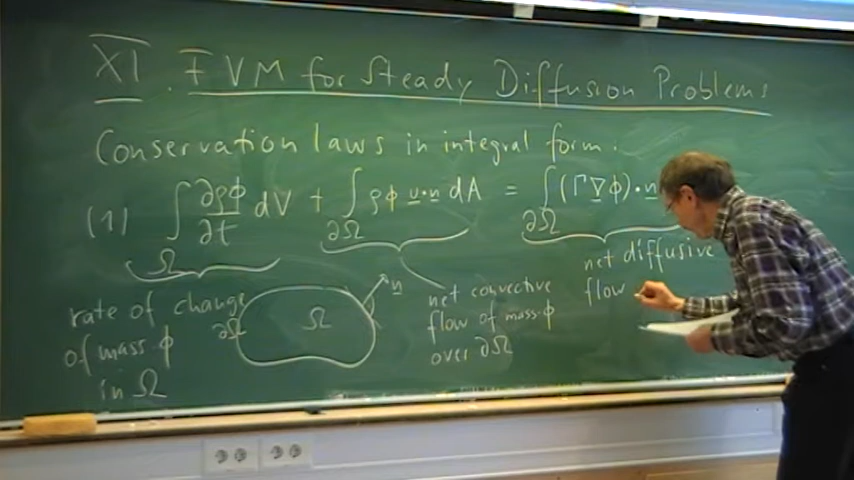 XI. FVM for Steady Diffusion Problems
Conservation laws in integral form.
(1) ∫_Ω ∂ρϕ/∂t dV + ∫_∂Ω ρϕ u·n dA = ∫_∂Ω (Γ∇ϕ)·n
rate of change
of mass·ϕ
in Ω
∂Ω
Ω
n
net convective
flow of mass·ϕ
over ∂Ω
net diffusive
flow